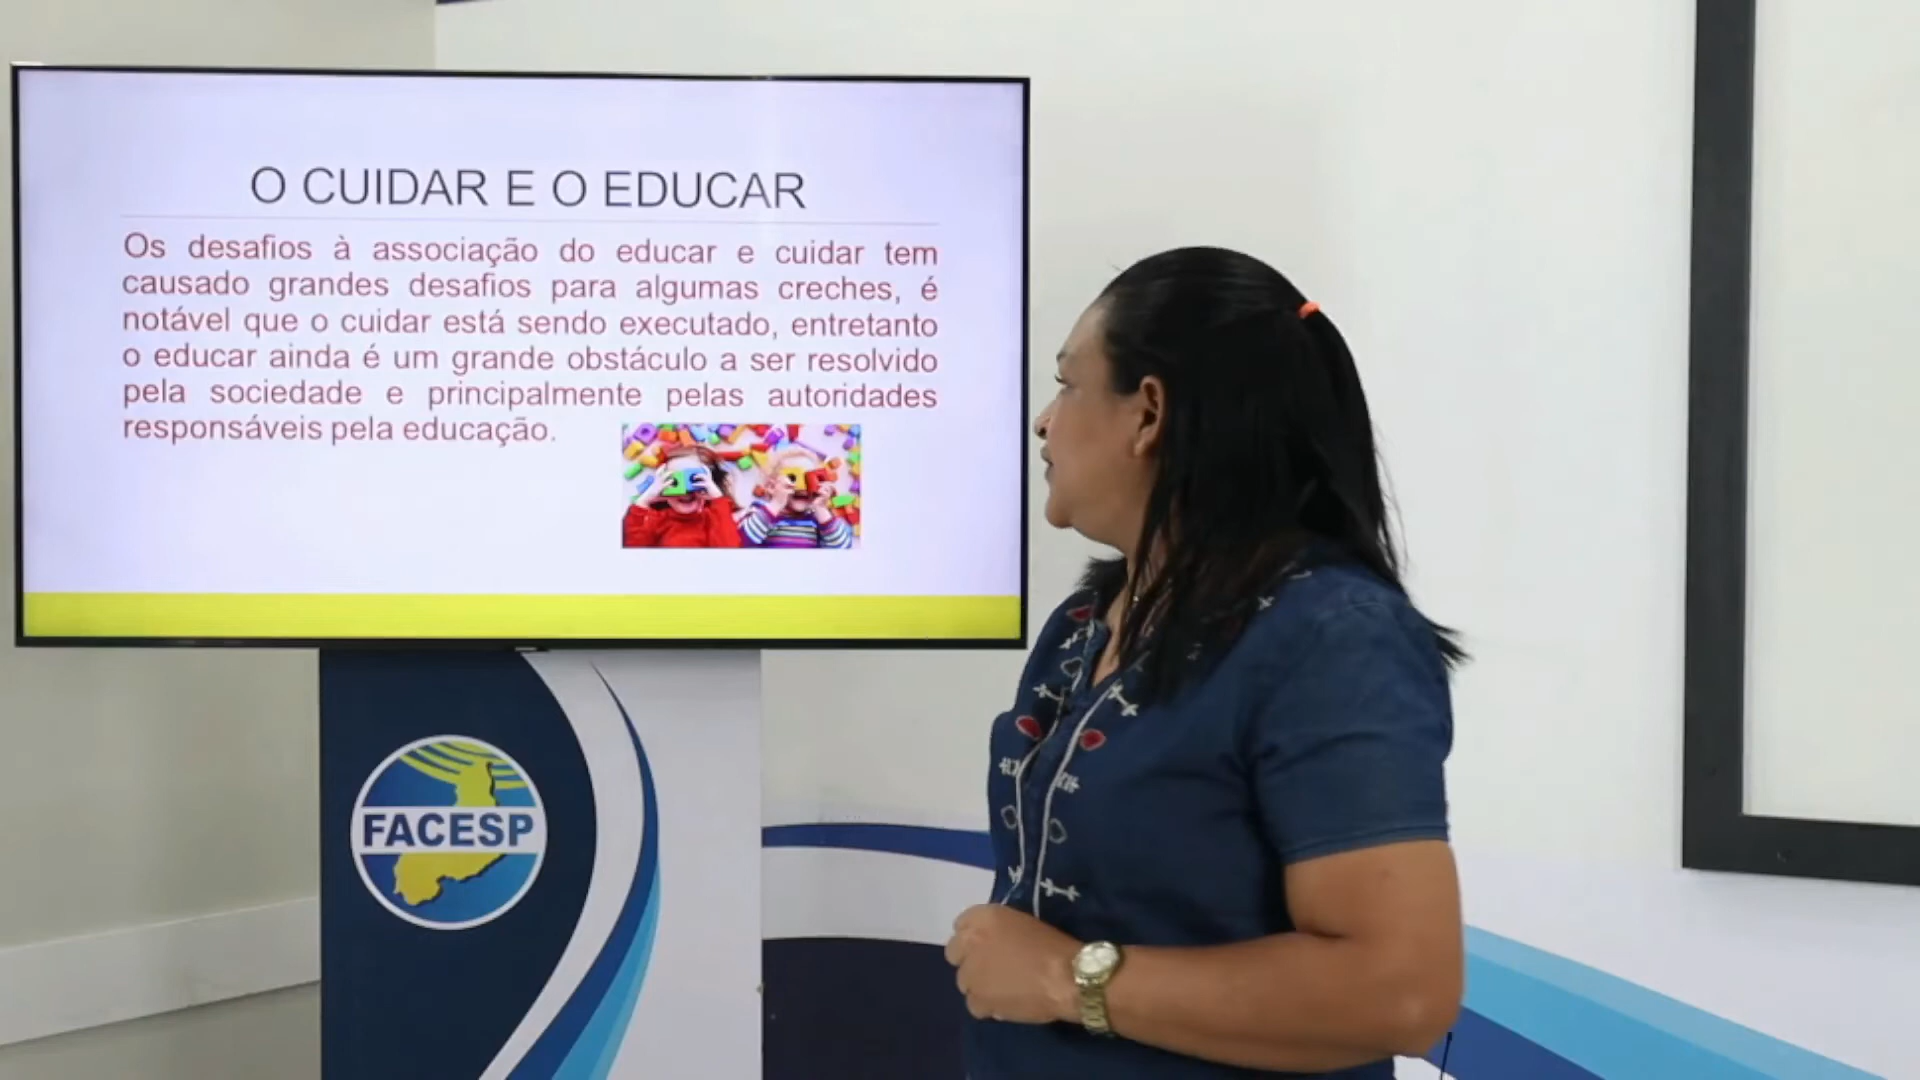 O CUIDAR E O EDUCAR
Os desafios à associação do educar e cuidar tem
causado grandes desafios para algumas creches, é
notável que o cuidar está sendo executado, entretanto
o educar ainda é um grande obstáculo a ser resolvido
pela sociedade e principalmente pelas autoridades
responsáveis pela educação.
FACESP